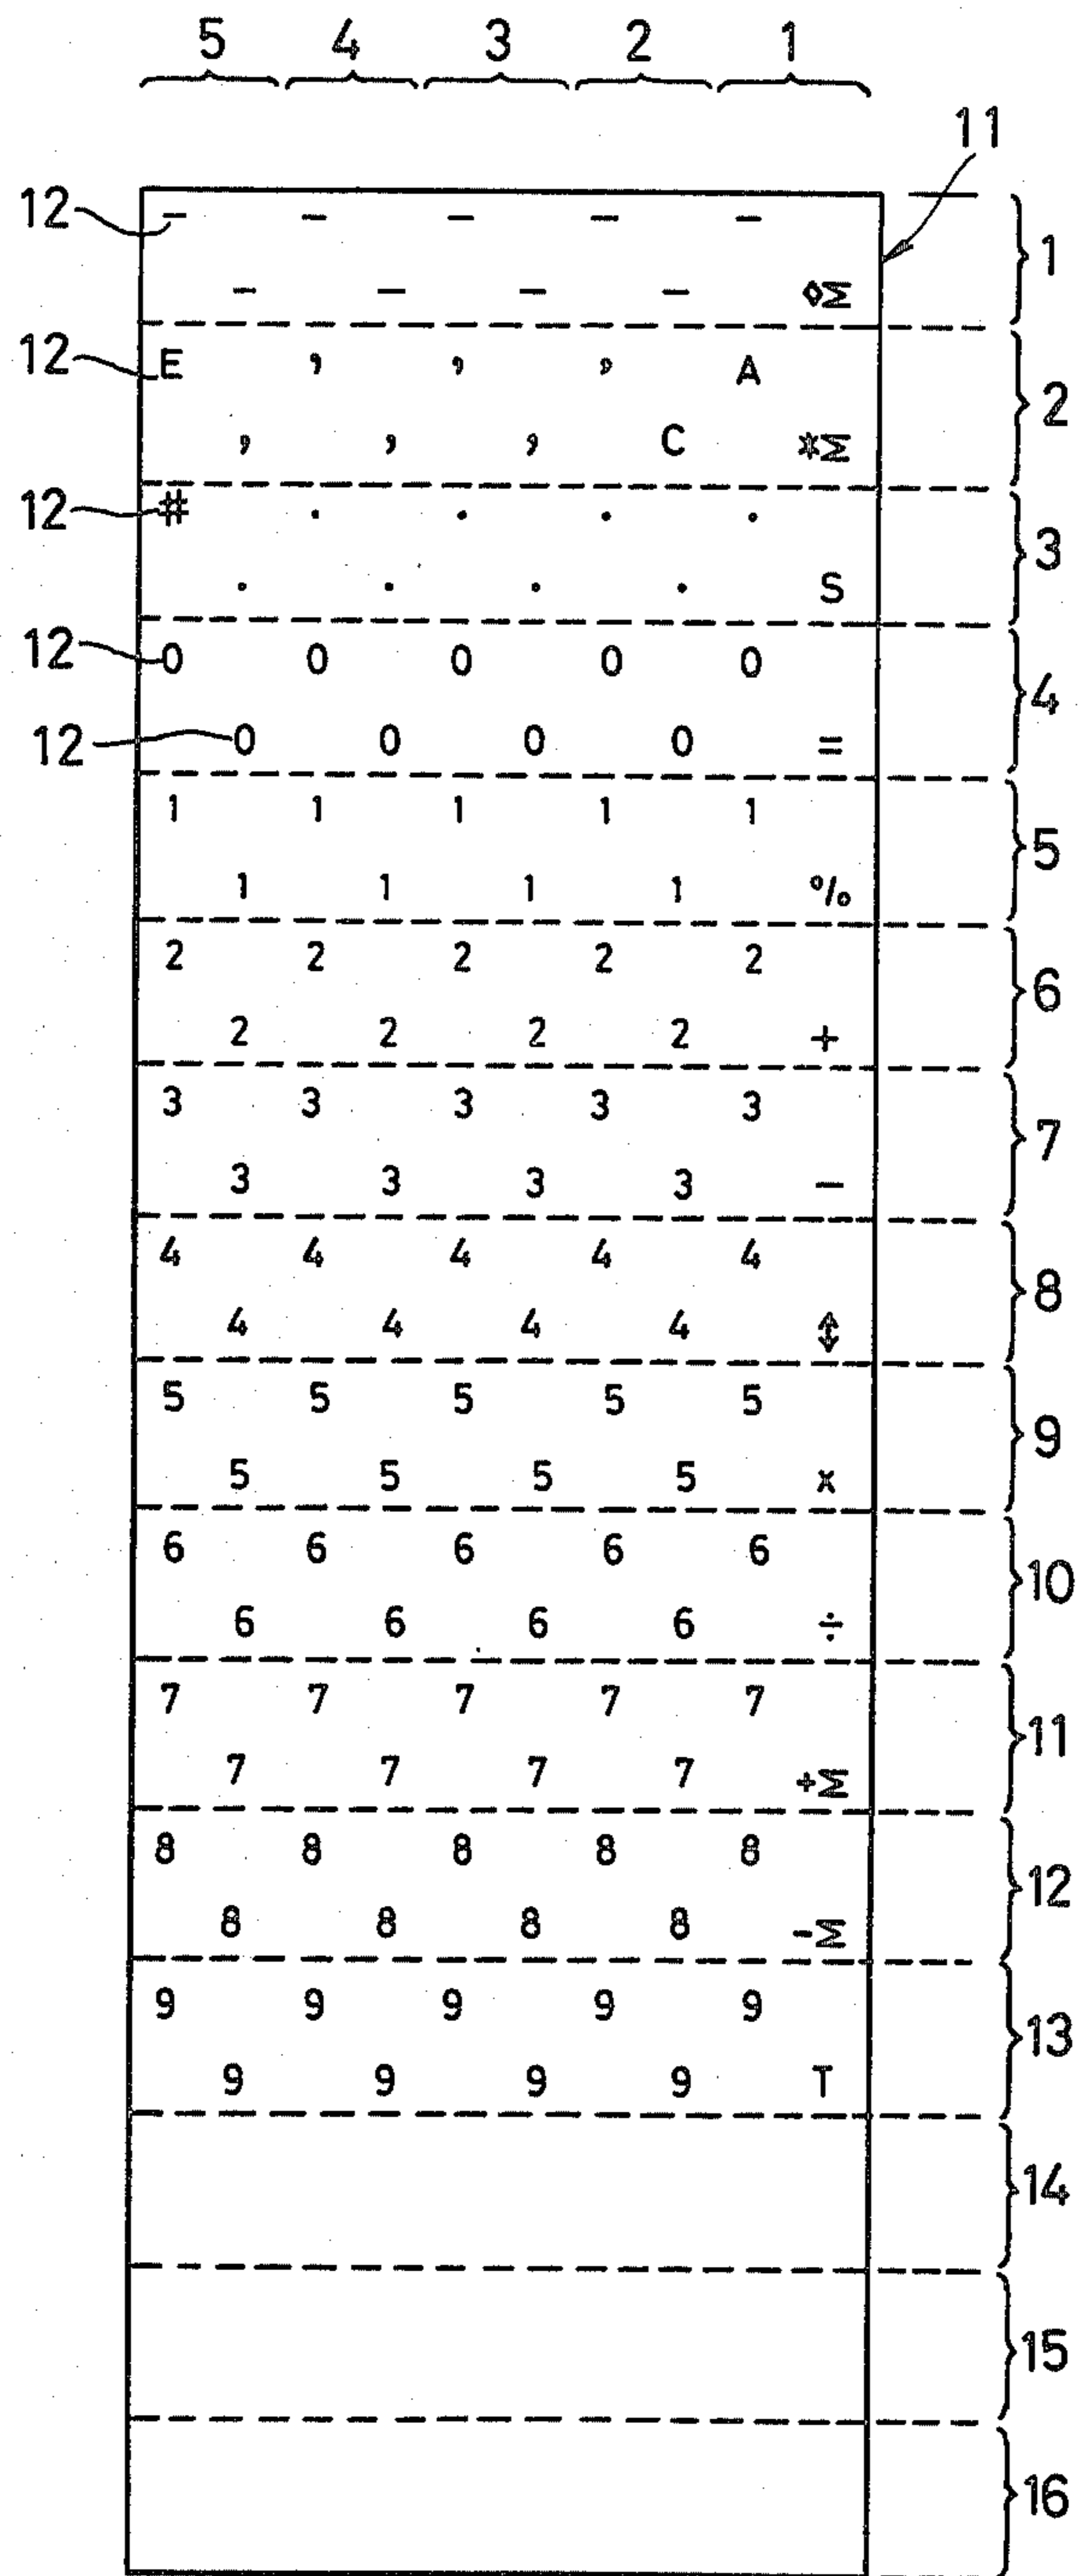 5 4 3 2 1
11
12 - - - - - 1
- - - - ◊Σ
12 E , , , A 2
, , , C *Σ
12 # . . . . 3
. . . . S
12 0 0 0 0 0 4
12 0 0 0 0 =
1 1 1 1 1 5
1 1 1 1 %
2 2 2 2 2 6
2 2 2 2 +
3 3 3 3 3 7
3 3 3 3 -
4 4 4 4 4 8
4 4 4 4 ⇕
5 5 5 5 5 9
5 5 5 5 x
6 6 6 6 6 10
6 6 6 6 ÷
7 7 7 7 7 11
7 7 7 7 +Σ
8 8 8 8 8 12
8 8 8 8 -Σ
9 9 9 9 9 13
9 9 9 9 T
14
15
16